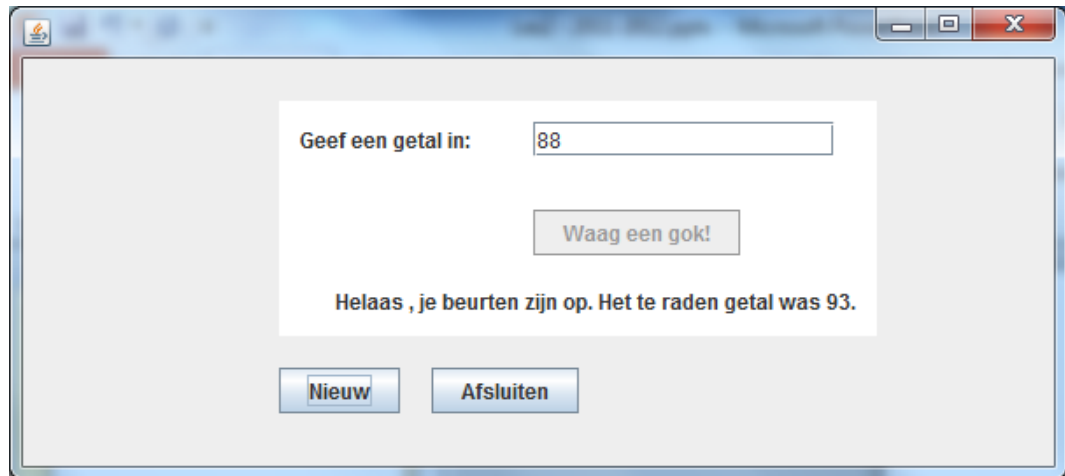 Geef een getal in: 88
Waag een gok!
Helaas , je beurten zijn op. Het te raden getal was 93.
Nieuw Afsluiten